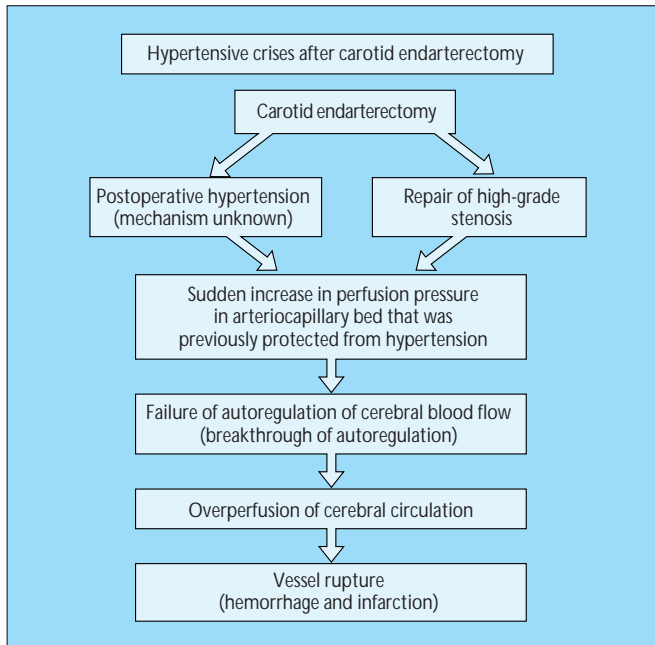 Hypertensive crises after carotid endarterectomy
Carotid endarterectomy
Postoperative hypertension
(mechanism unknown)
Repair of high-grade
stenosis
Sudden increase in perfusion pressure
in arteriocapillary bed that was
previously protected from hypertension
Failure of autoregulation of cerebral blood flow
(breakthrough of autoregulation)
Overperfusion of cerebral circulation
Vessel rupture
(hemorrhage and infarction)